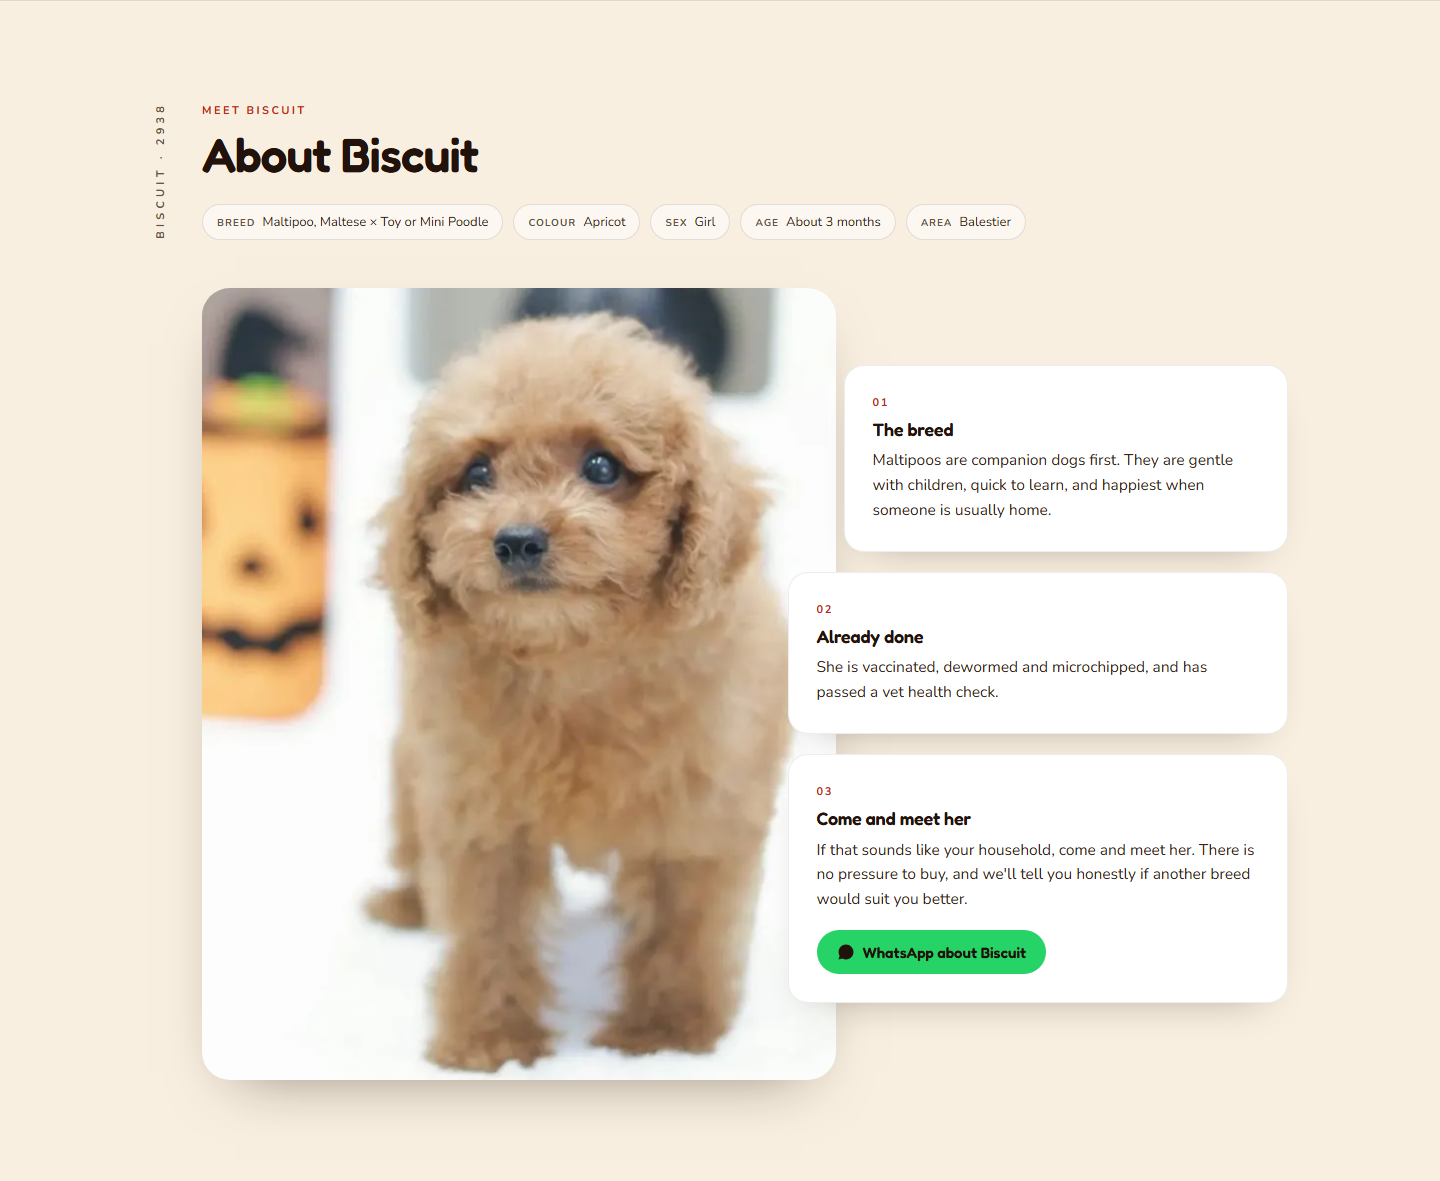 BISCUIT · 2938
MEET BISCUIT
About Biscuit
BREED Maltipoo, Maltese × Toy or Mini Poodle
COLOUR Apricot
SEX Girl
AGE About 3 months
AREA Balestier
01
The breed
Maltipoos are companion dogs first. They are gentle
with children, quick to learn, and happiest when
someone is usually home.
02
Already done
She is vaccinated, dewormed and microchipped, and has
passed a vet health check.
03
Come and meet her
If that sounds like your household, come and meet her. There is
no pressure to buy, and we'll tell you honestly if another breed
would suit you better.
WhatsApp about Biscuit